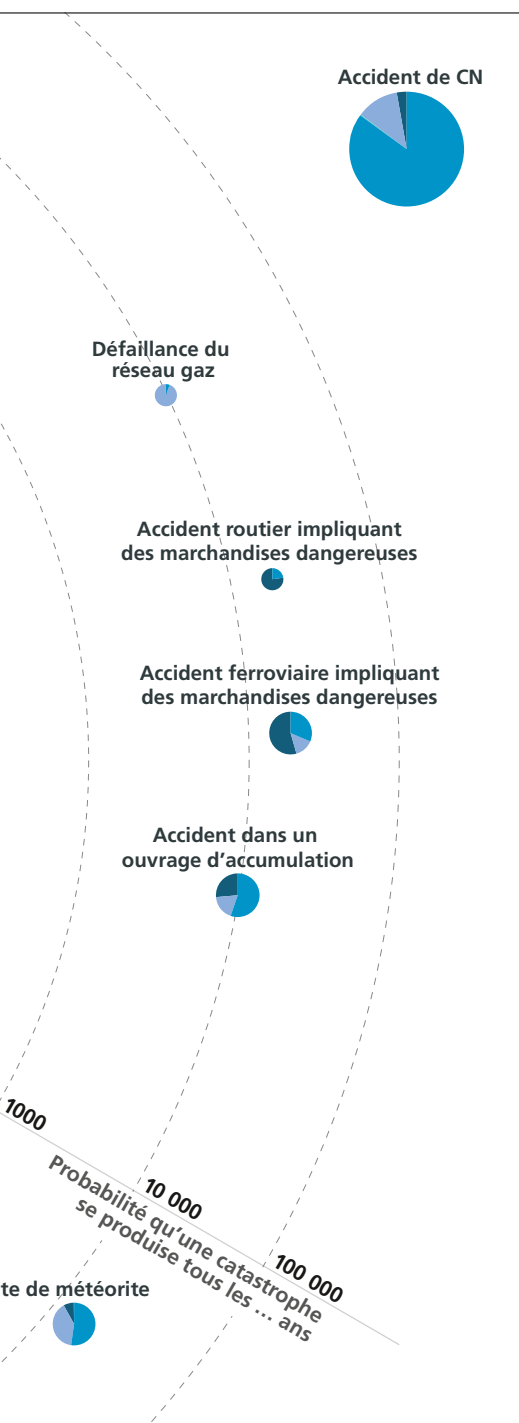 Accident de CN
Défaillance du
réseau gaz
Accident routier impliquant
des marchandises dangereuses
Accident ferroviaire impliquant
des marchandises dangereuses
Accident dans un
ouvrage d’accumulation
1000
10 000
100 000
Probabilité qu’une catastrophe
se produise tous les … ans
te de météorite